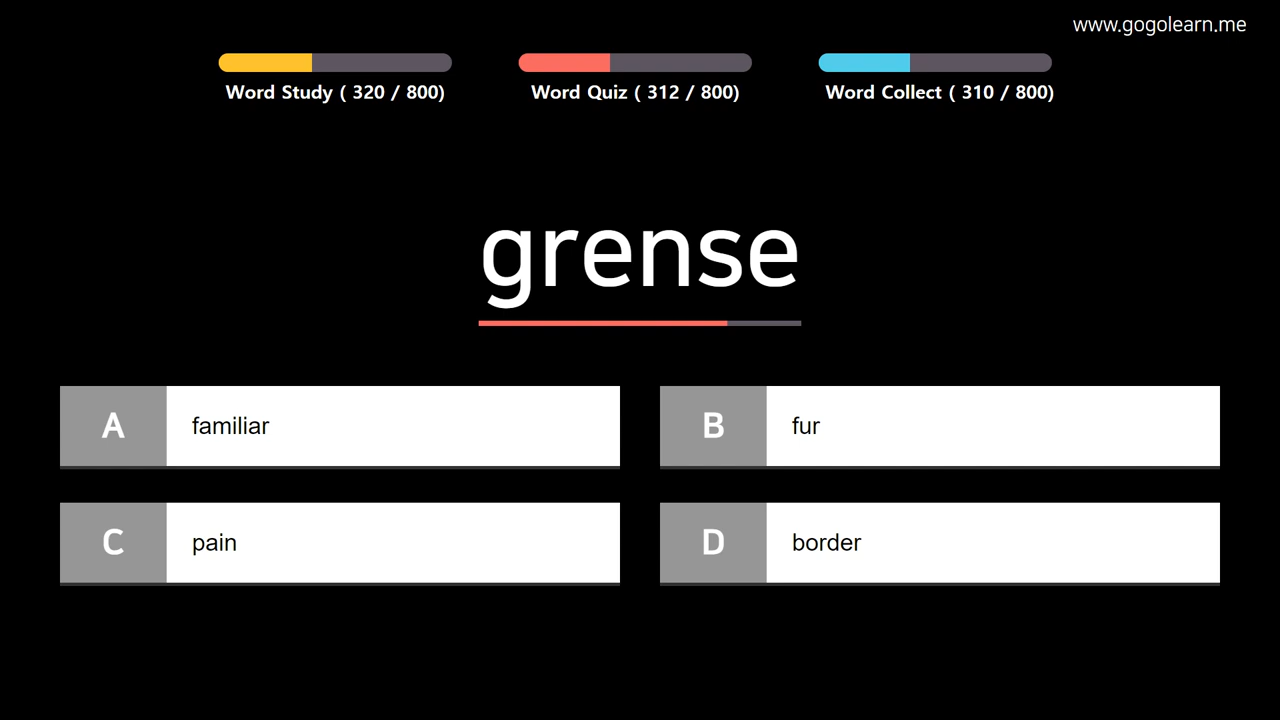 www.gogolearn.me
Word Study ( 320 / 800)
Word Quiz ( 312 / 800)
Word Collect ( 310 / 800)
grense
A familiar
B fur
C pain
D border